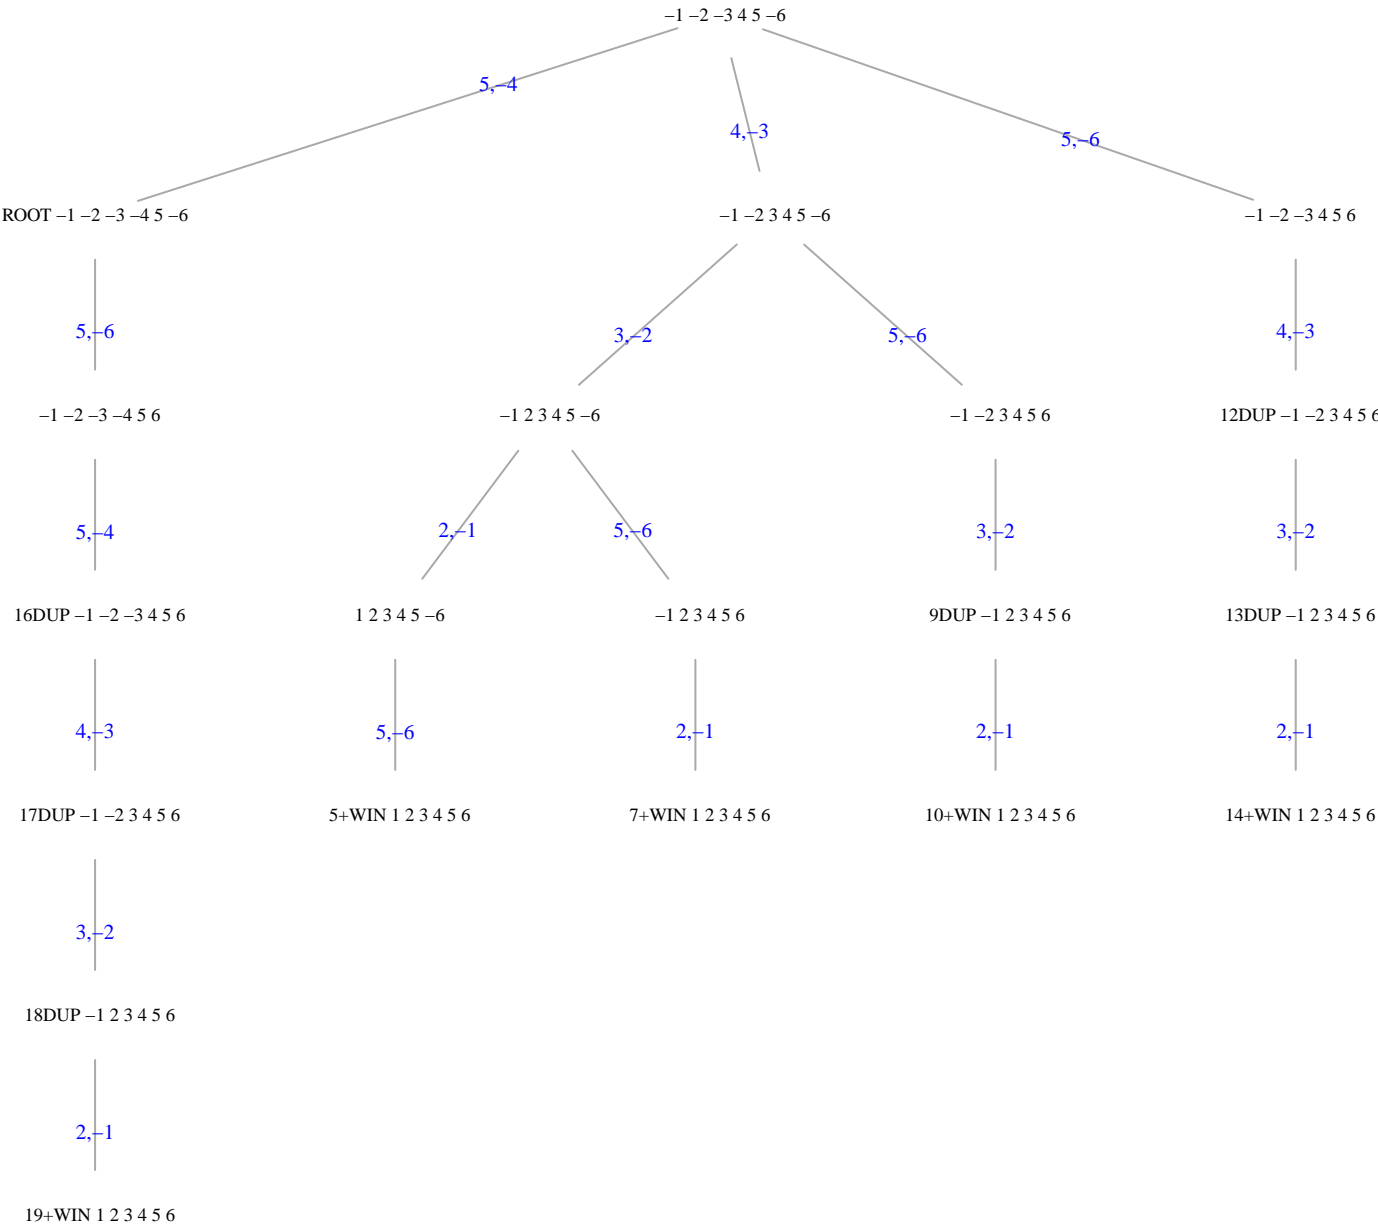 –1 –2 –3 4 5 –6
5,–4
4,–3
5,–6
ROOT –1 –2 –3 –4 5 –6
–1 –2 3 4 5 –6
–1 –2 –3 4 5 6
5,–6
3,–2
5,–6
4,–3
–1 –2 –3 –4 5 6
–1 2 3 4 5 –6
–1 –2 3 4 5 6
12DUP –1 –2 3 4 5 6
5,–4
2,–1
5,–6
3,–2
3,–2
16DUP –1 –2 –3 4 5 6
1 2 3 4 5 –6
–1 2 3 4 5 6
9DUP –1 2 3 4 5 6
13DUP –1 2 3 4 5 6
4,–3
5,–6
2,–1
2,–1
2,–1
17DUP –1 –2 3 4 5 6
5+WIN 1 2 3 4 5 6
7+WIN 1 2 3 4 5 6
10+WIN 1 2 3 4 5 6
14+WIN 1 2 3 4 5 6
3,–2
18DUP –1 2 3 4 5 6
2,–1
19+WIN 1 2 3 4 5 6